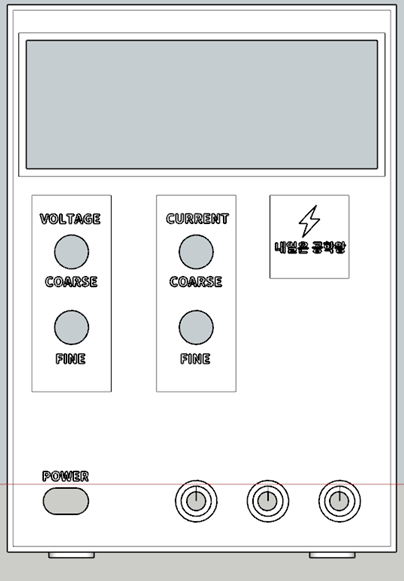 VOLTAGE
COARSE
FINE
CURRENT
COARSE
FINE
내일은 공학왕
POWER